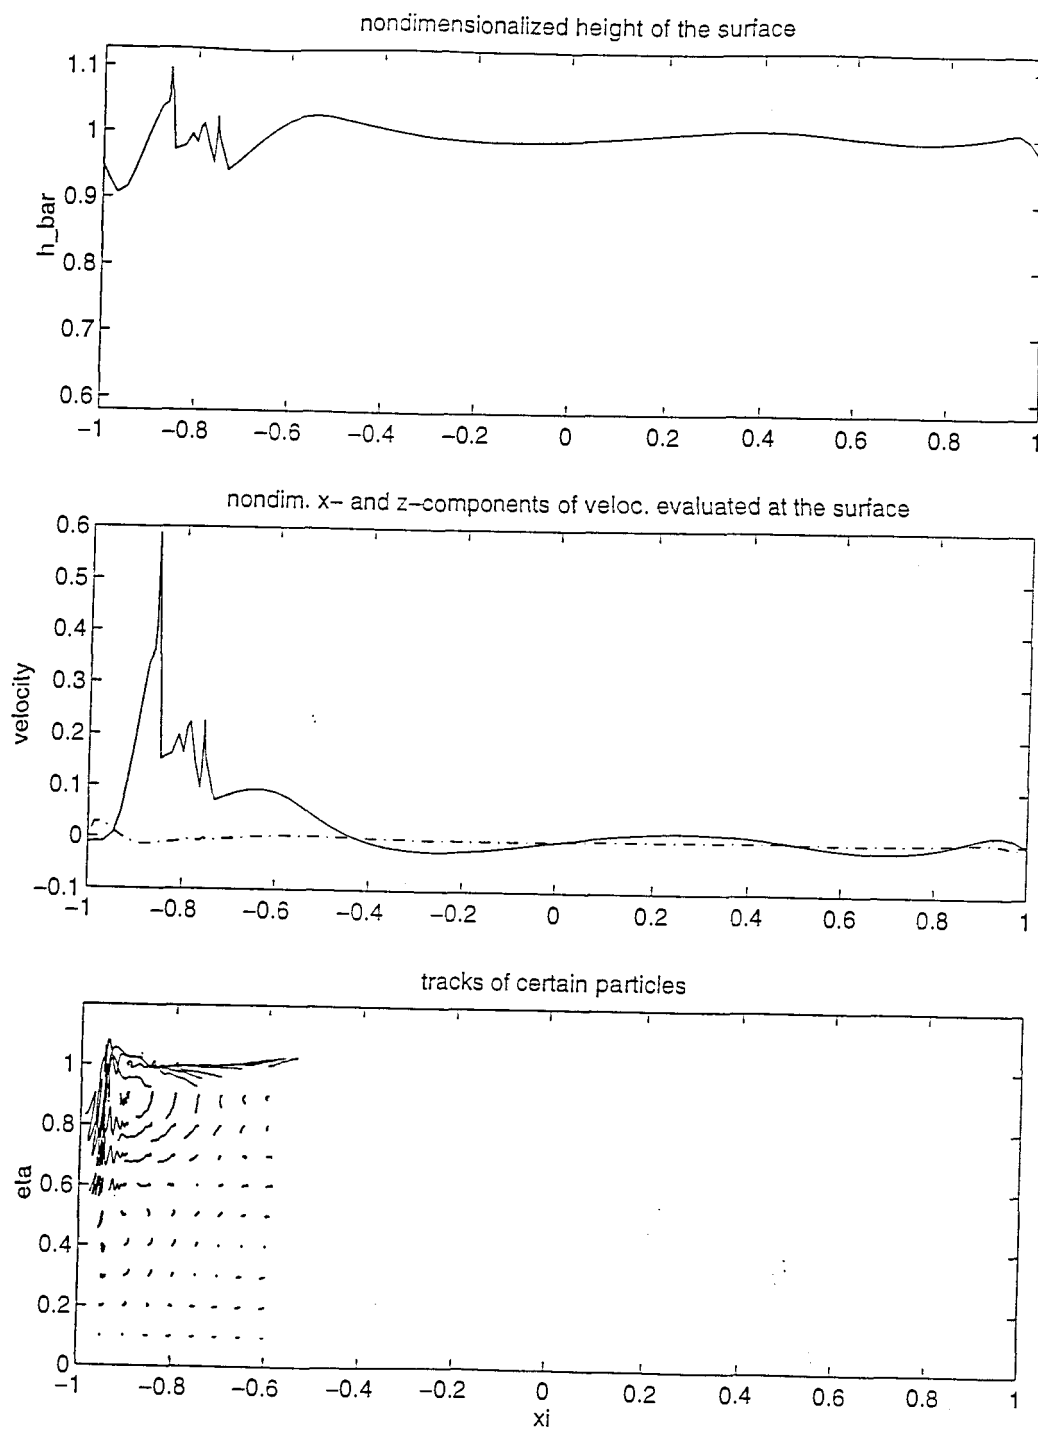 nondimensionalized height of the surface
1.1
1
0.9
0.8
0.7
0.6
h_bar
−1 −0.8 −0.6 −0.4 −0.2 0 0.2 0.4 0.6 0.8 1
nondim. x− and z−components of veloc. evaluated at the surface
0.6
0.5
0.4
0.3
0.2
0.1
0
−0.1
velocity
−1 −0.8 −0.6 −0.4 −0.2 0 0.2 0.4 0.6 0.8 1
tracks of certain particles
1
0.8
0.6
0.4
0.2
0
eta
−1 −0.8 −0.6 −0.4 −0.2 0 0.2 0.4 0.6 0.8 1
xi